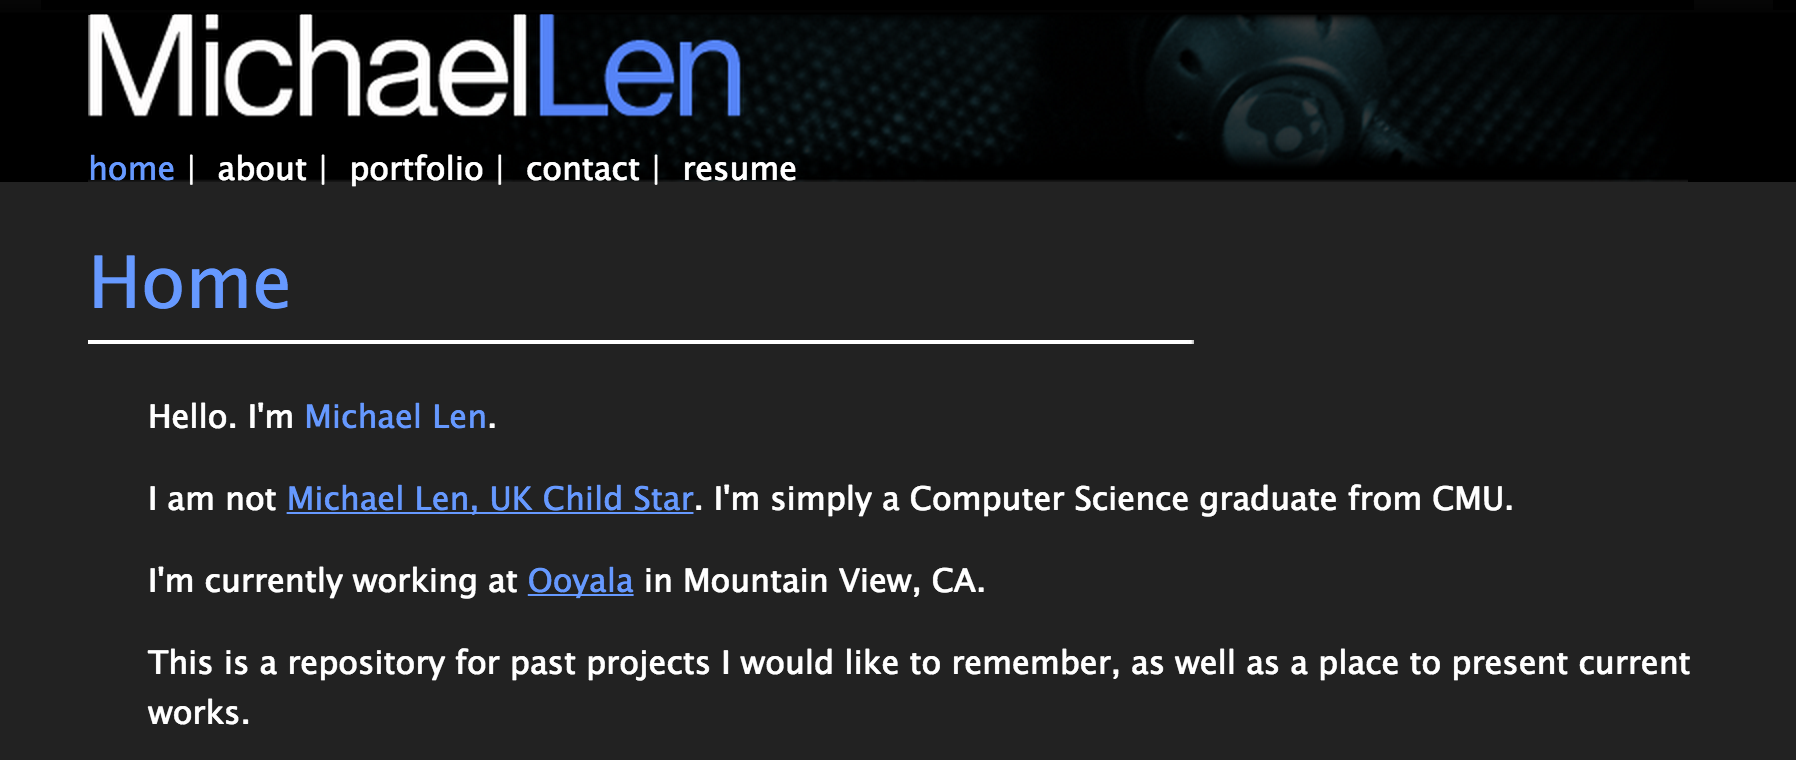 MichaelLen
home | about | portfolio | contact | resume
Home
Hello. I'm Michael Len.
I am not Michael Len, UK Child Star. I'm simply a Computer Science graduate from CMU.
I'm currently working at Ooyala in Mountain View, CA.
This is a repository for past projects I would like to remember, as well as a place to present current
works.